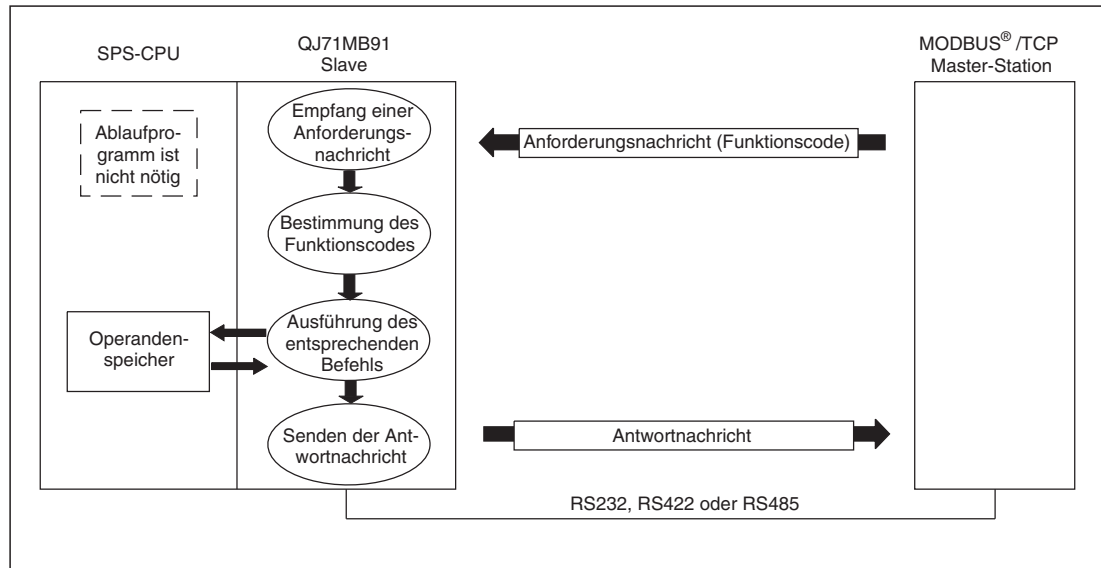 SPS-CPU
QJ71MB91
Slave
MODBUS® /TCP
Master-Station
Ablaufpro-
gramm ist
nicht nötig
Empfang einer
Anforderungs-
nachricht
Anforderungsnachricht (Funktionscode)
Bestimmung des
Funktionscodes
Operanden-
speicher
Ausführung des
entsprechenden
Befehls
Senden der Ant-
wortnachricht
Antwortnachricht
RS232, RS422 oder RS485